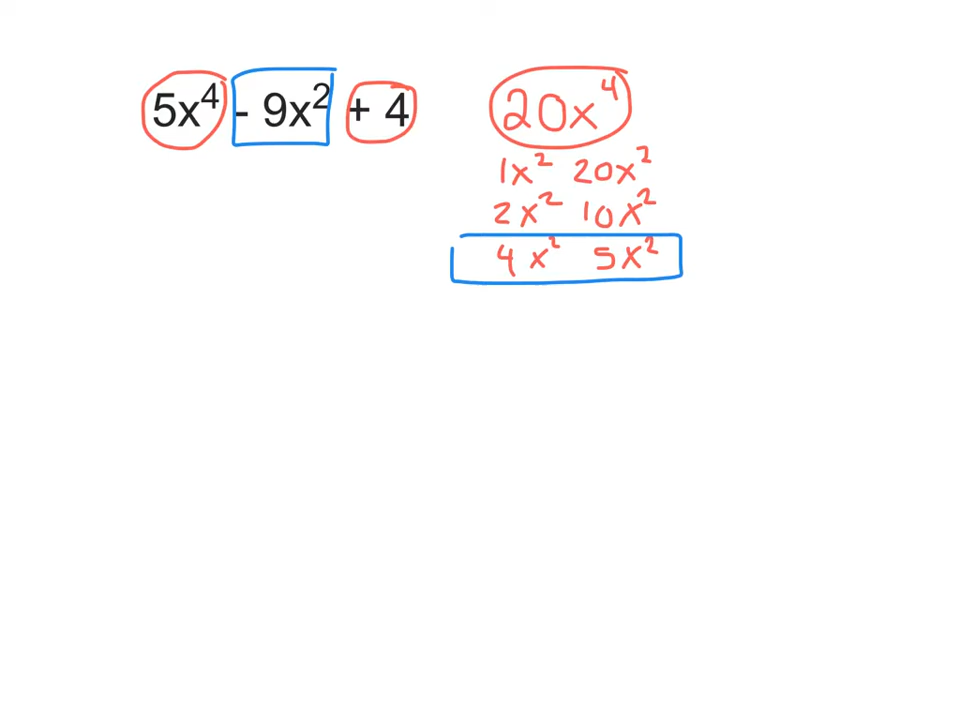 5x⁴ - 9x² + 4
20x⁴
1x² 20x²
2x² 10x²
4x² 5x²